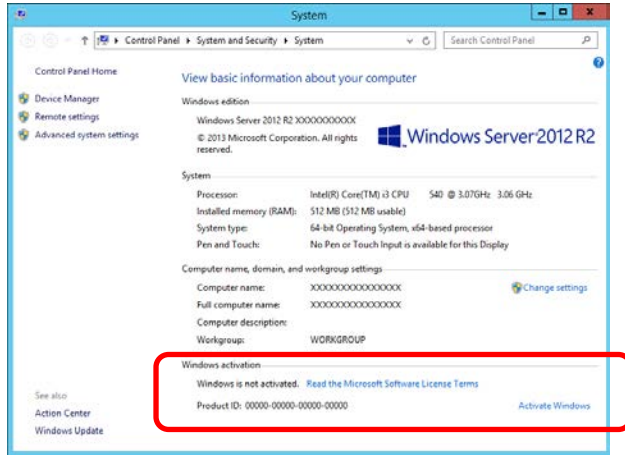 System
Control Panel ▸ System and Security ▸ System
Search Control Panel
Control Panel Home
Device Manager
Remote settings
Advanced system settings
View basic information about your computer
Windows edition
Windows Server 2012 R2 XXXXXXXXXX
© 2013 Microsoft Corporation. All rights
reserved.
Windows Server 2012 R2
System
Processor: Intel(R) Core(TM) i3 CPU 540 @ 3.07GHz 3.06 GHz
Installed memory (RAM): 512 MB (512 MB usable)
System type: 64-bit Operating System, x64-based processor
Pen and Touch: No Pen or Touch Input is available for this Display
Computer name, domain, and workgroup settings
Computer name: XXXXXXXXXXXXXXX
Change settings
Full computer name: XXXXXXXXXXXXXXX
Computer description:
Workgroup: WORKGROUP
Windows activation
Windows is not activated. Read the Microsoft Software License Terms
Product ID: 00000-00000-00000-00000
Activate Windows
See also
Action Center
Windows Update